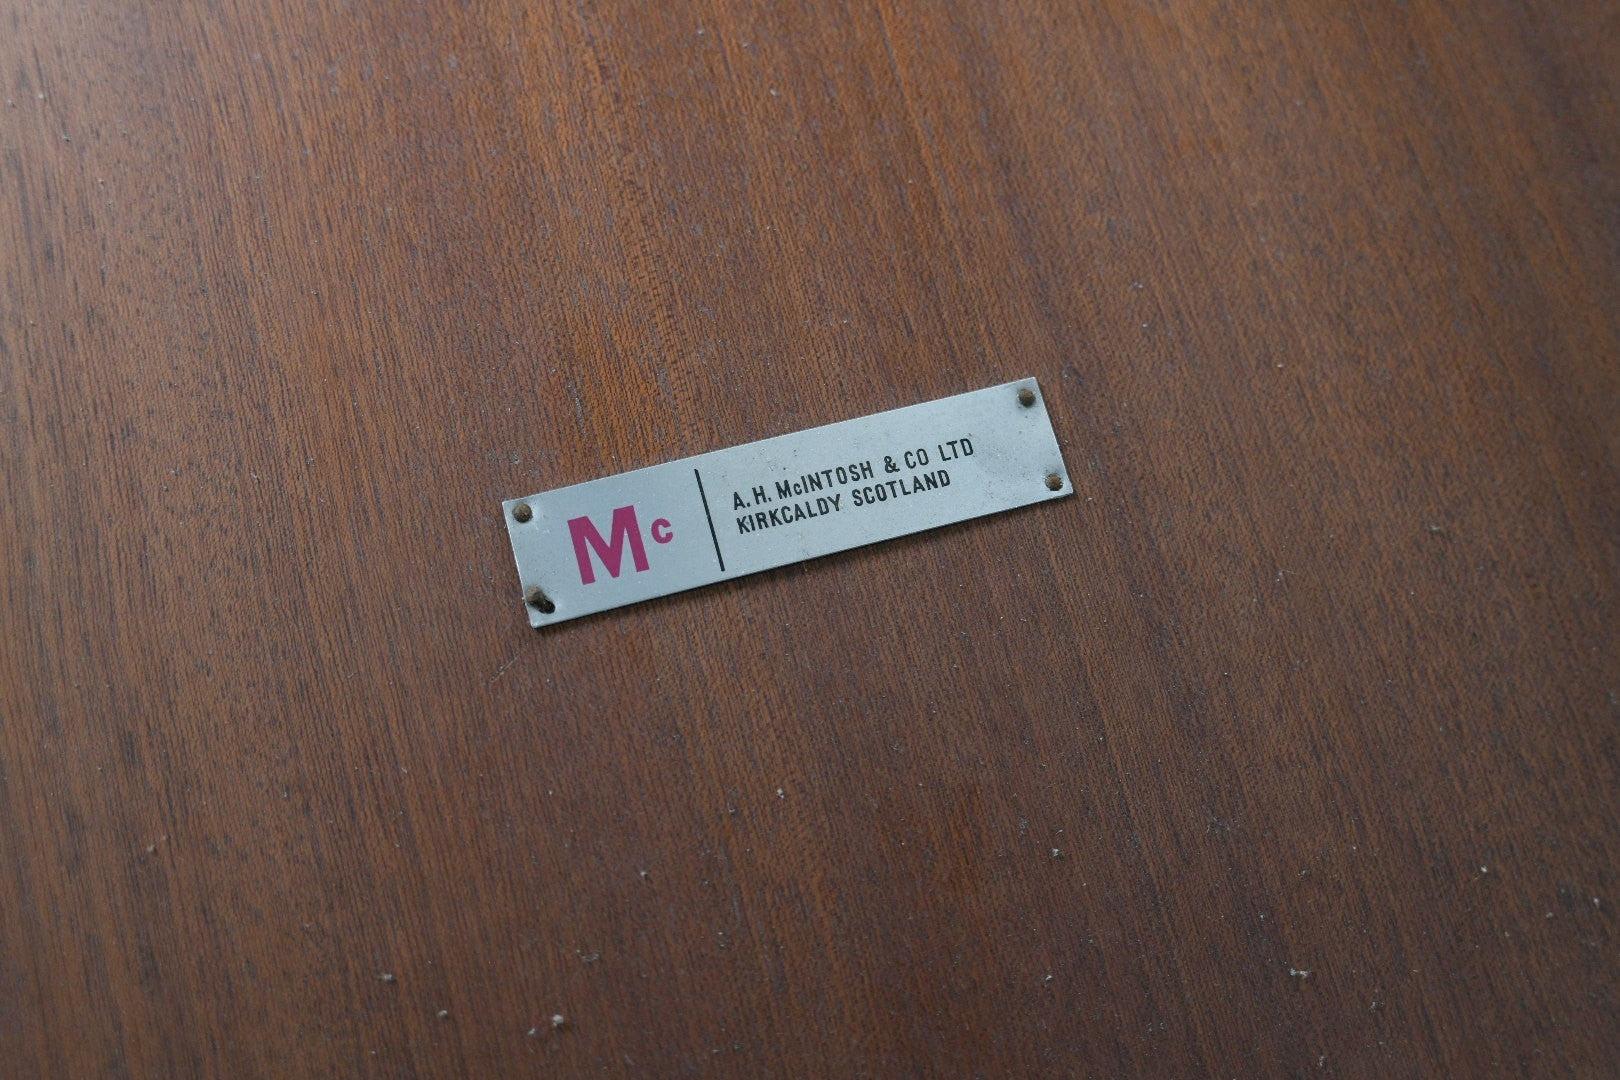 Mc
A.H. McINTOSH & CO LTD
KIRKCALDY SCOTLAND